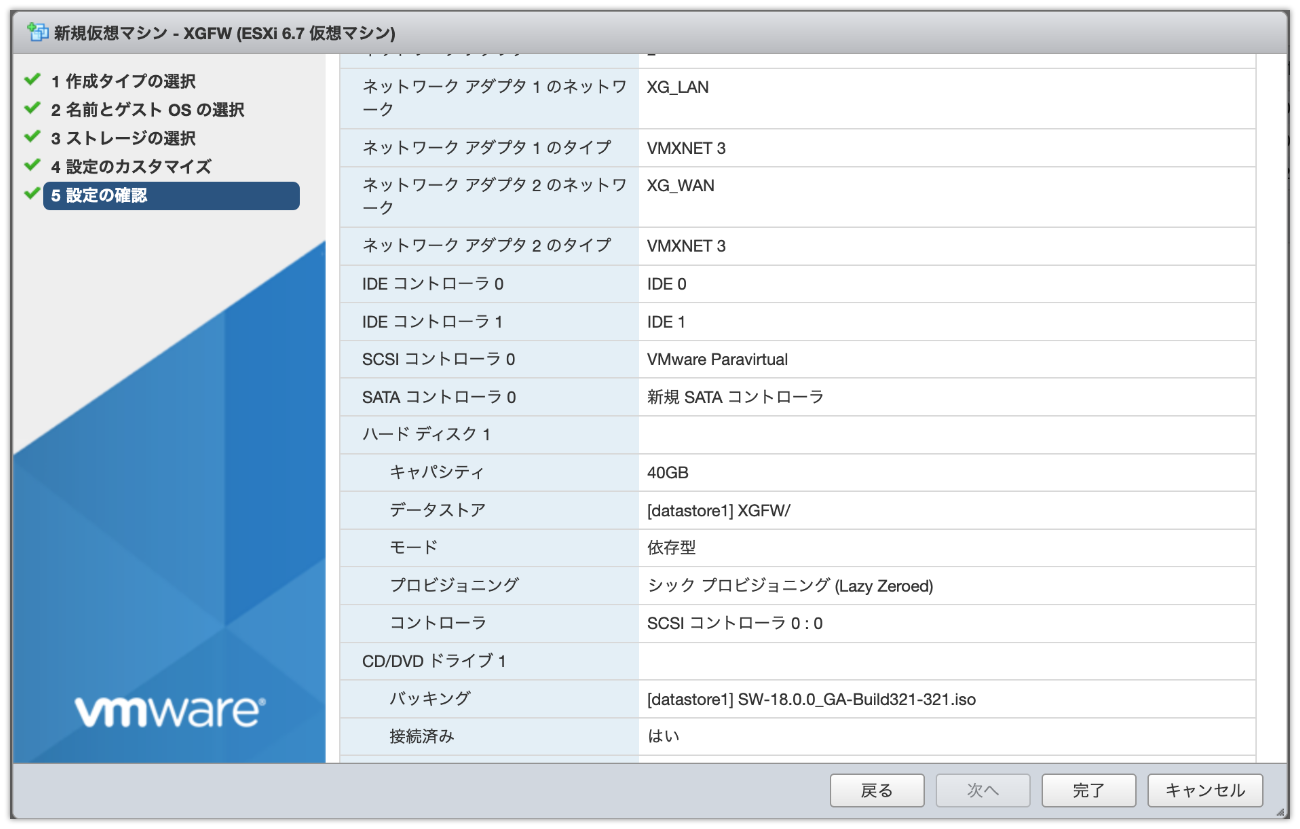 新規仮想マシン - XGFW (ESXi 6.7 仮想マシン)
1 作成タイプの選択
2 名前とゲスト OS の選択
3 ストレージの選択
4 設定のカスタマイズ
5 設定の確認
ネットワーク アダプタ 1 のネットワ
ーク
XG_LAN
ネットワーク アダプタ 1 のタイプ
VMXNET 3
ネットワーク アダプタ 2 のネットワ
ーク
XG_WAN
ネットワーク アダプタ 2 のタイプ
VMXNET 3
IDE コントローラ 0
IDE 0
IDE コントローラ 1
IDE 1
SCSI コントローラ 0
VMware Paravirtual
SATA コントローラ 0
新規 SATA コントローラ
ハード ディスク 1
キャパシティ
40GB
データストア
[datastore1] XGFW/
モード
依存型
プロビジョニング
シック プロビジョニング (Lazy Zeroed)
コントローラ
SCSI コントローラ 0 : 0
CD/DVD ドライブ 1
バッキング
[datastore1] SW-18.0.0_GA-Build321-321.iso
接続済み
はい
vmware®
戻る
次へ
完了
キャンセル